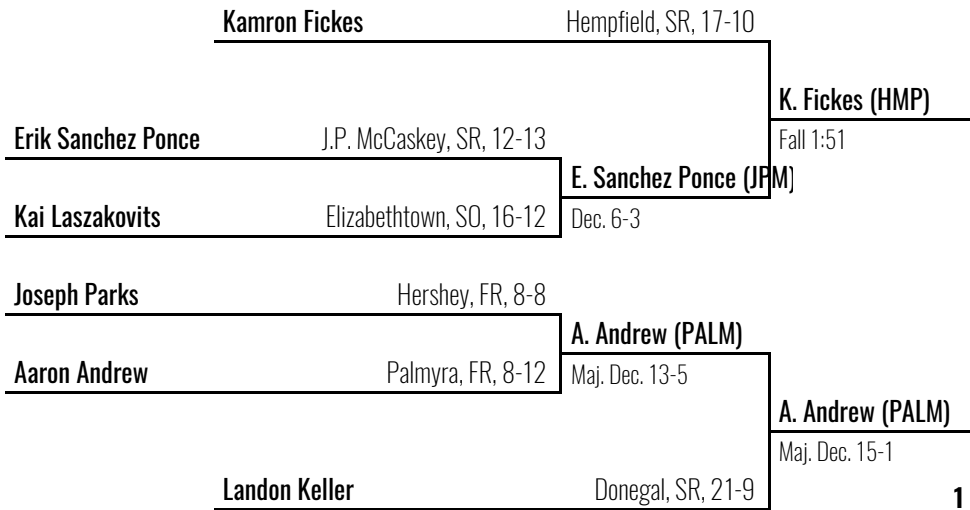 Kamron Fickes Hempfield, SR, 17-10
K. Fickes (HMP)
Erik Sanchez Ponce J.P. McCaskey, SR, 12-13
Fall 1:51
E. Sanchez Ponce (JPM)
Kai Laszakovits Elizabethtown, SO, 16-12
Dec. 6-3
Joseph Parks Hershey, FR, 8-8
A. Andrew (PALM)
Aaron Andrew Palmyra, FR, 8-12
Maj. Dec. 13-5
A. Andrew (PALM)
Maj. Dec. 15-1
Landon Keller Donegal, SR, 21-9
1